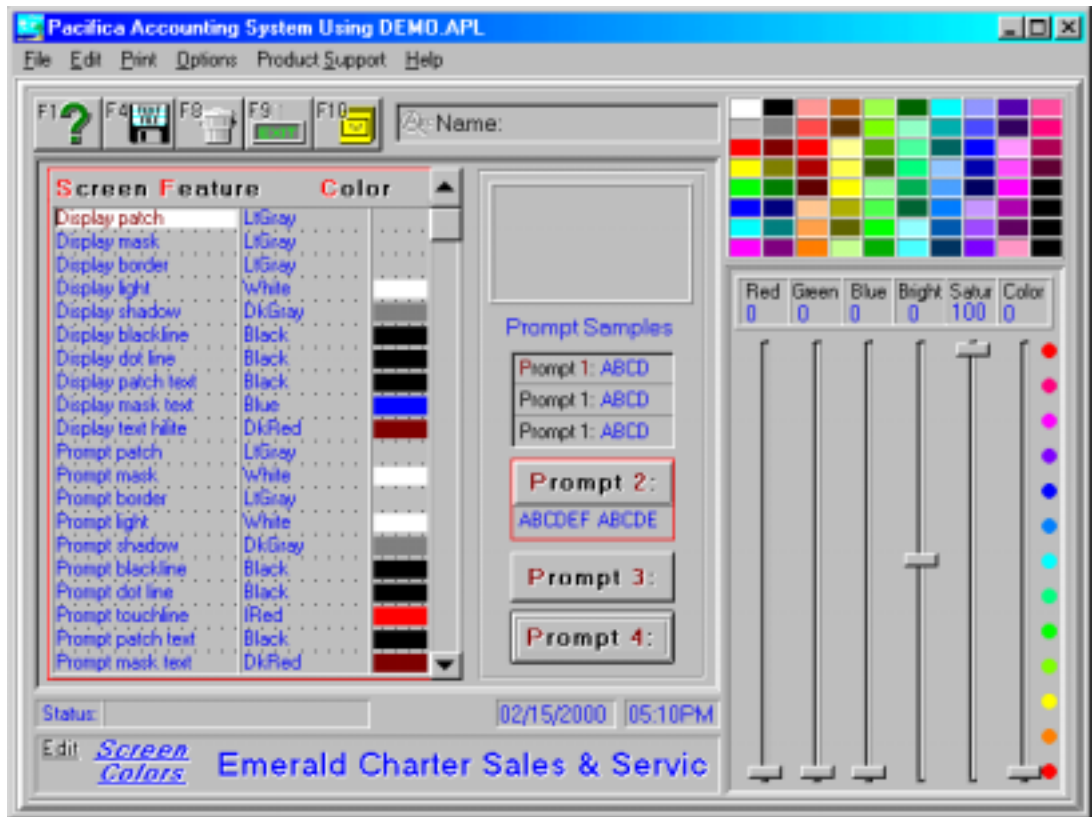 Pacifica Accounting System Using DEMO.APL
File Edit Print Options Product Support Help
F1 F4 F8 F9 EXIT F10 Name:
Screen Feature Color
Display patch LtGray
Display mask LtGray
Display border LtGray
Display light White
Display shadow DkGray
Display blackline Black
Display dot line Black
Display patch text Black
Display mask text Blue
Display text hilite DkRed
Prompt patch LtGray
Prompt mask White
Prompt border LtGray
Prompt light White
Prompt shadow DkGray
Prompt blackline Black
Prompt dot line Black
Prompt touchline lRed
Prompt patch text Black
Prompt mask text DkRed
Prompt Samples
Prompt 1: ABCD
Prompt 1: ABCD
Prompt 1: ABCD
Prompt 2:
ABCDEF ABCDE
Prompt 3:
Prompt 4:
Red Green Blue Bright Satur Color
0 0 0 0 100 0
Status: 02/15/2000 05:10PM
Edit Screen Colors Emerald Charter Sales & Servic